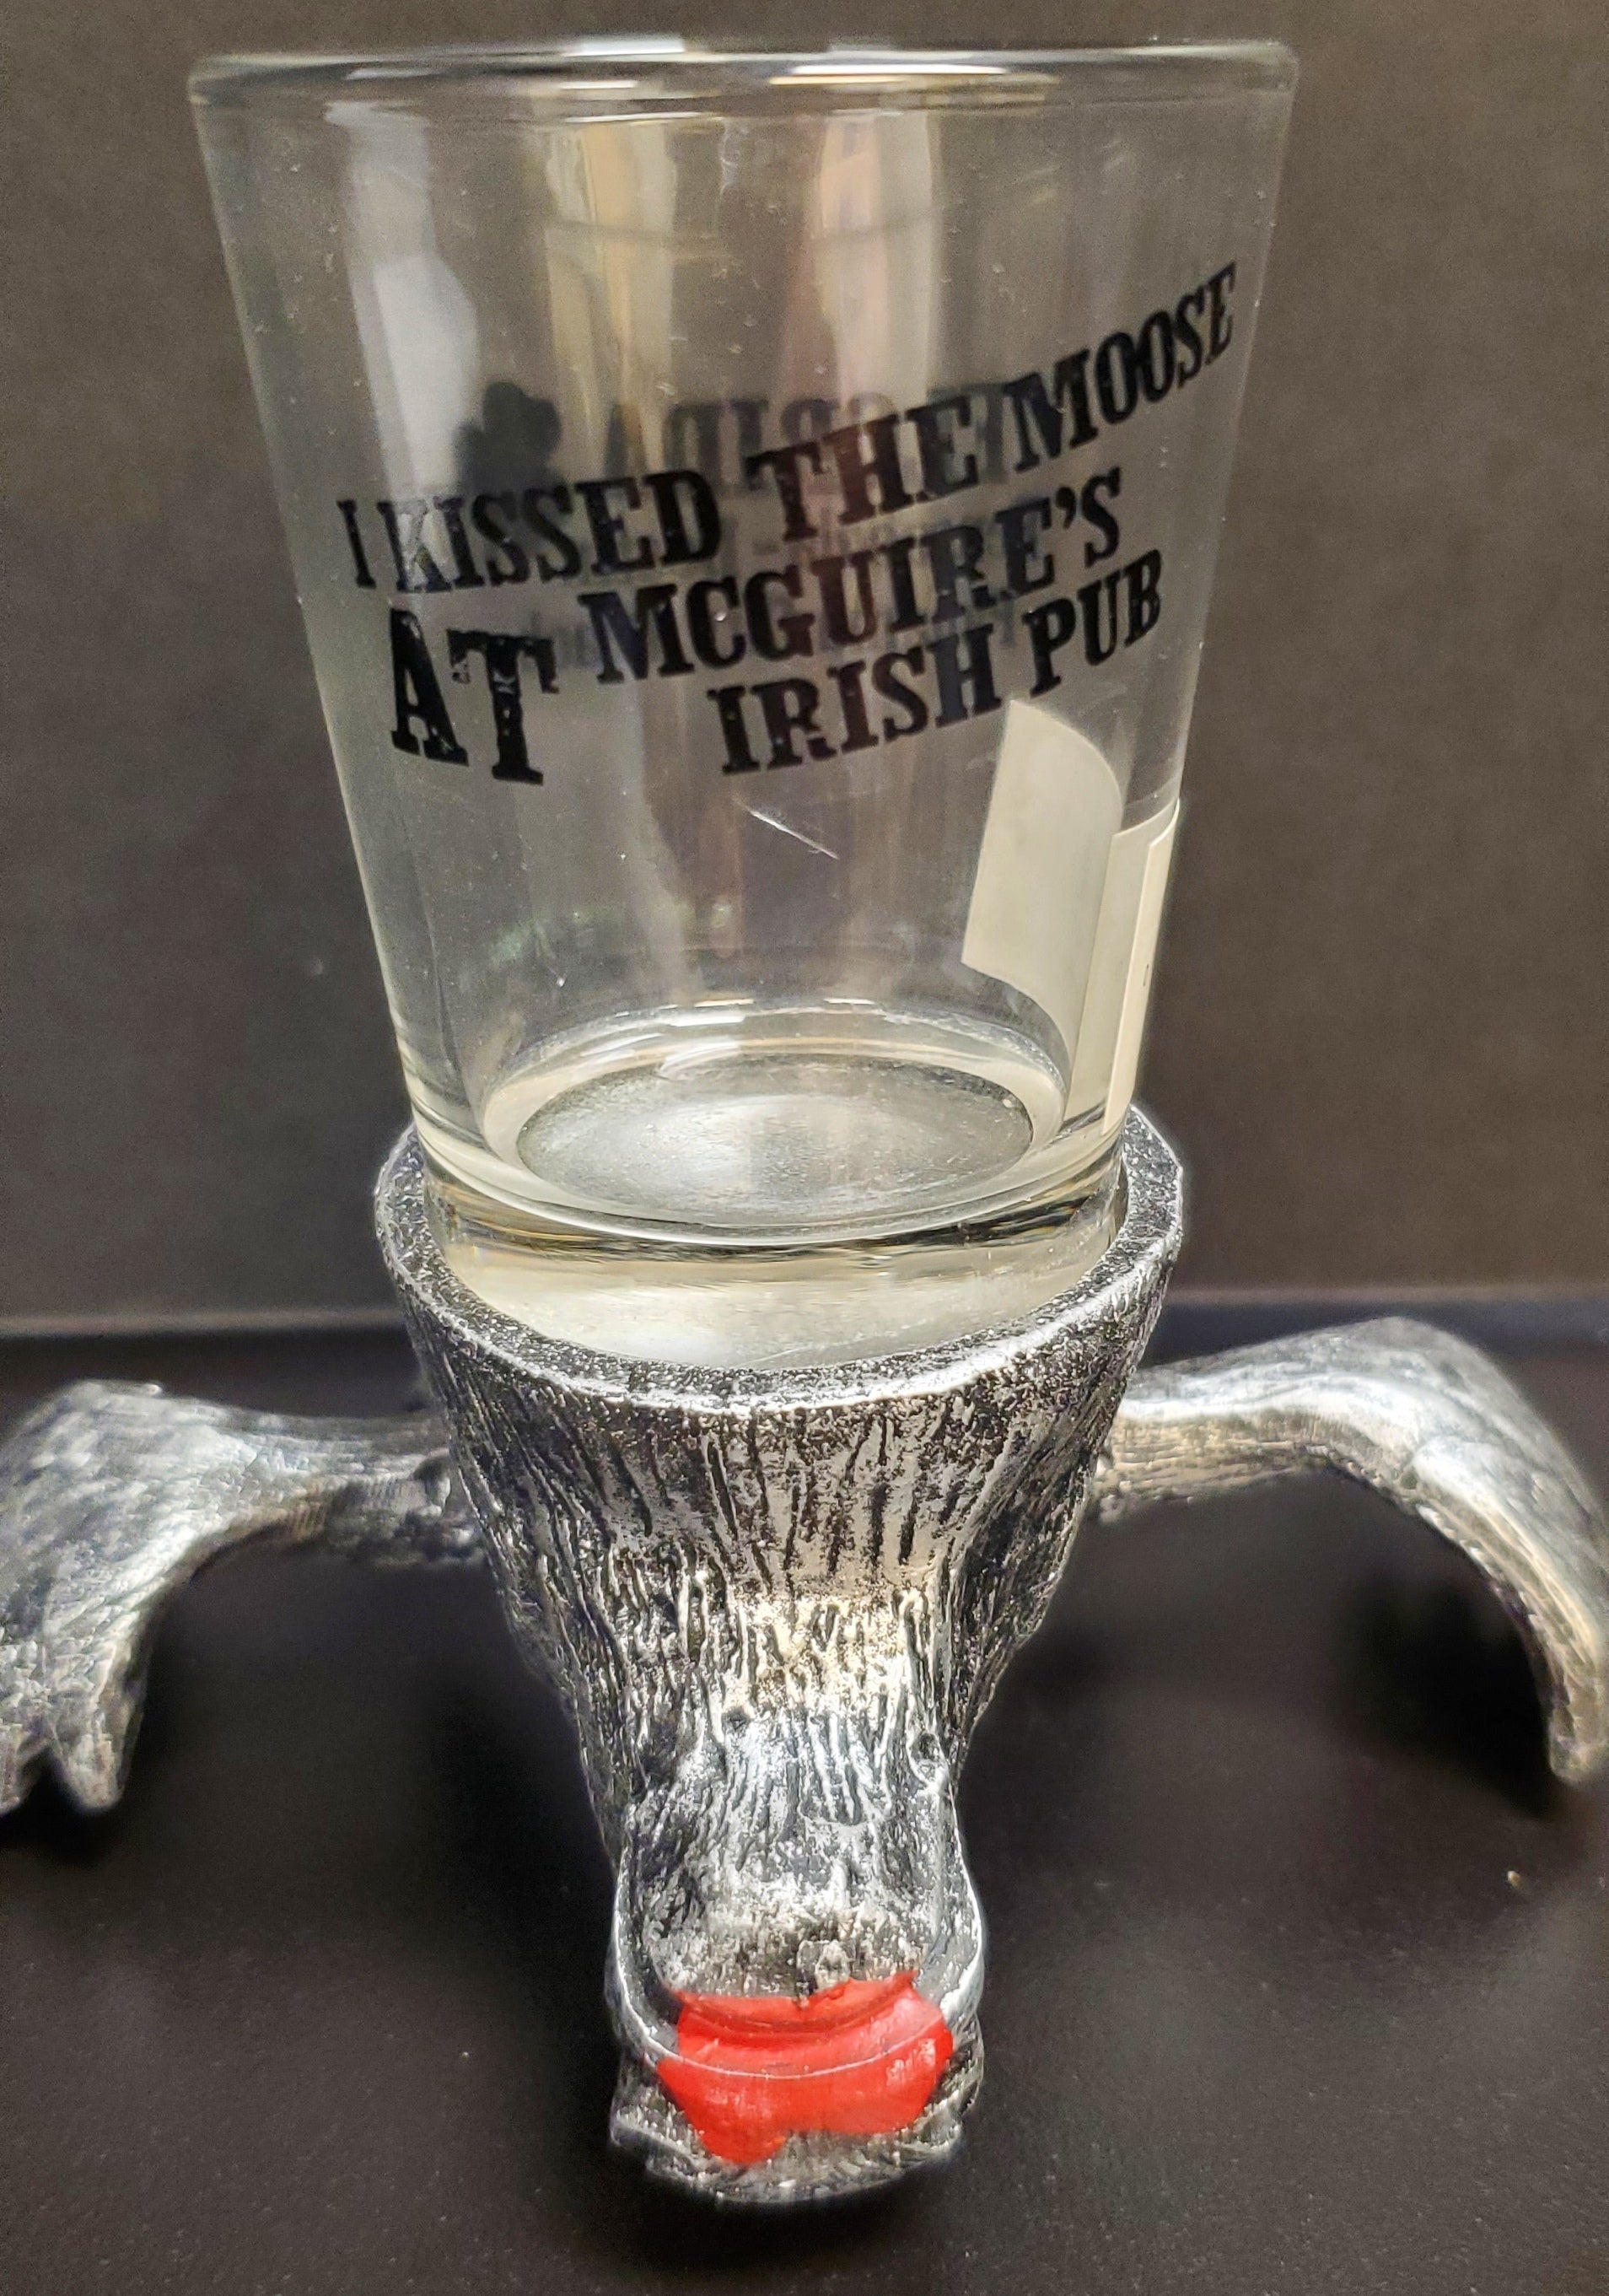 I KISSED THE MOOSE
AT MCGUIRE'S
IRISH PUB